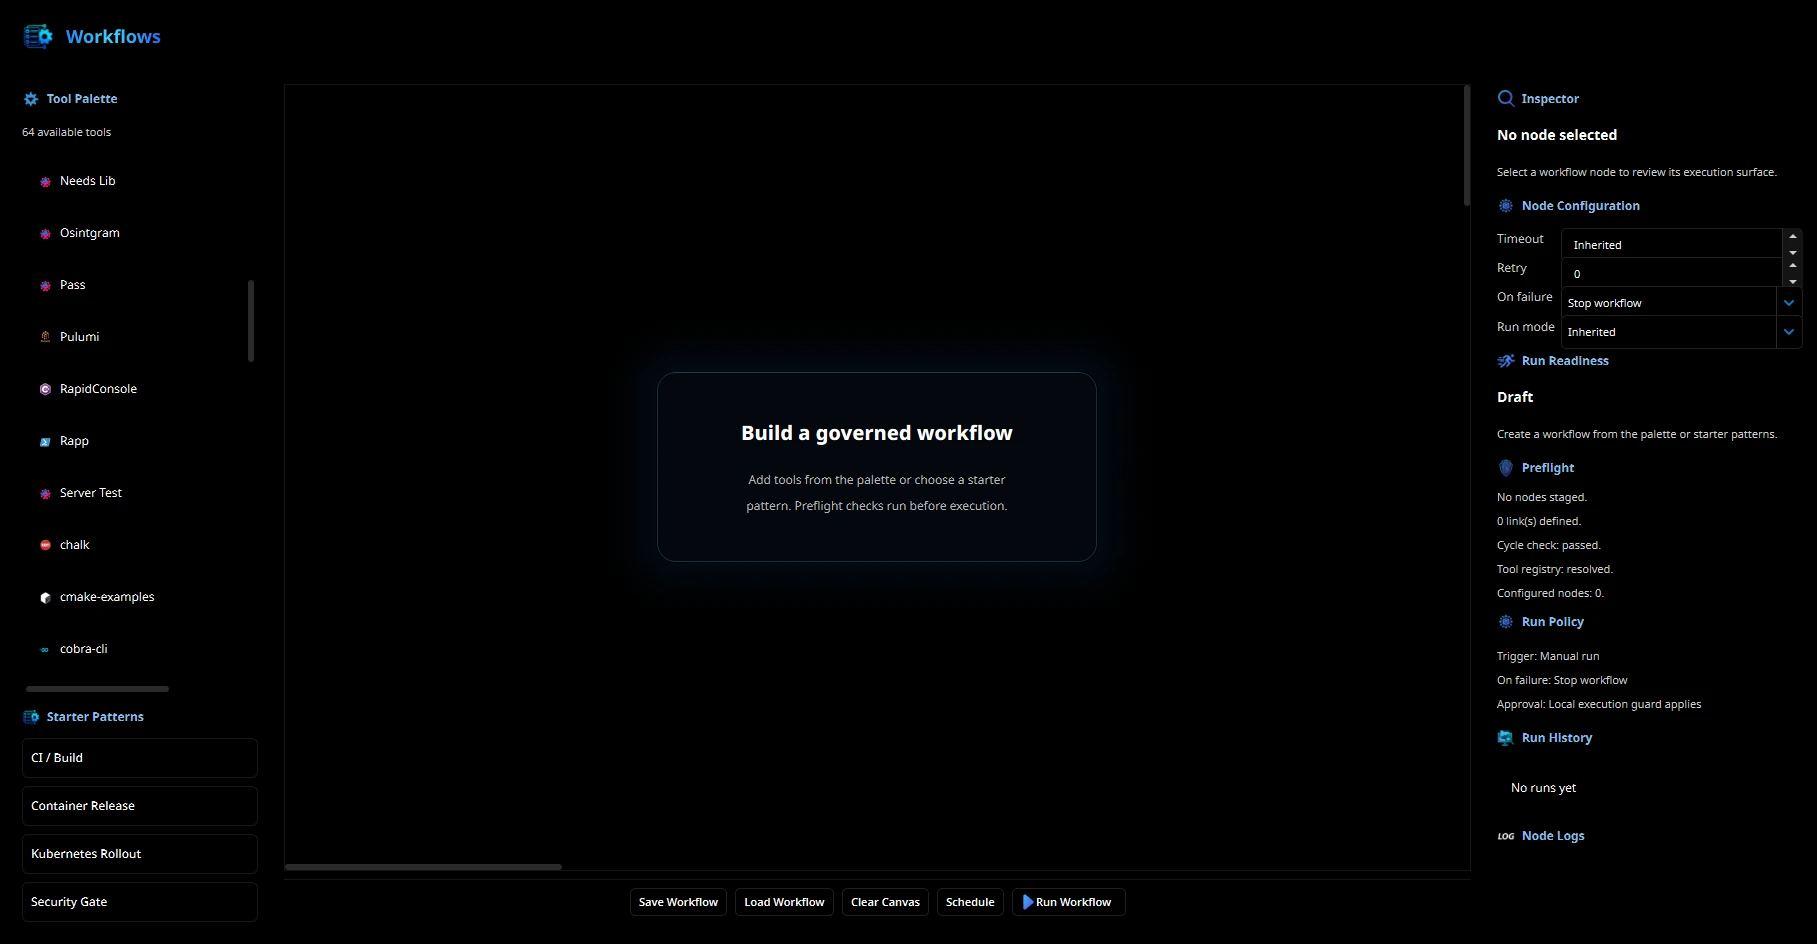 Workflows
Tool Palette
64 available tools
Needs Lib
Osintgram
Pass
Pulumi
RapidConsole
Rapp
Server Test
chalk
cmake-examples
cobra-cli
Starter Patterns
CI / Build
Container Release
Kubernetes Rollout
Security Gate
Build a governed workflow
Add tools from the palette or choose a starter
pattern. Preflight checks run before execution.
Save Workflow
Load Workflow
Clear Canvas
Schedule
Run Workflow
Inspector
No node selected
Select a workflow node to review its execution surface.
Node Configuration
Timeout Inherited
Retry 0
On failure Stop workflow
Run mode Inherited
Run Readiness
Draft
Create a workflow from the palette or starter patterns.
Preflight
No nodes staged.
0 link(s) defined.
Cycle check: passed.
Tool registry: resolved.
Configured nodes: 0.
Run Policy
Trigger: Manual run
On failure: Stop workflow
Approval: Local execution guard applies
Run History
No runs yet
LOG Node Logs